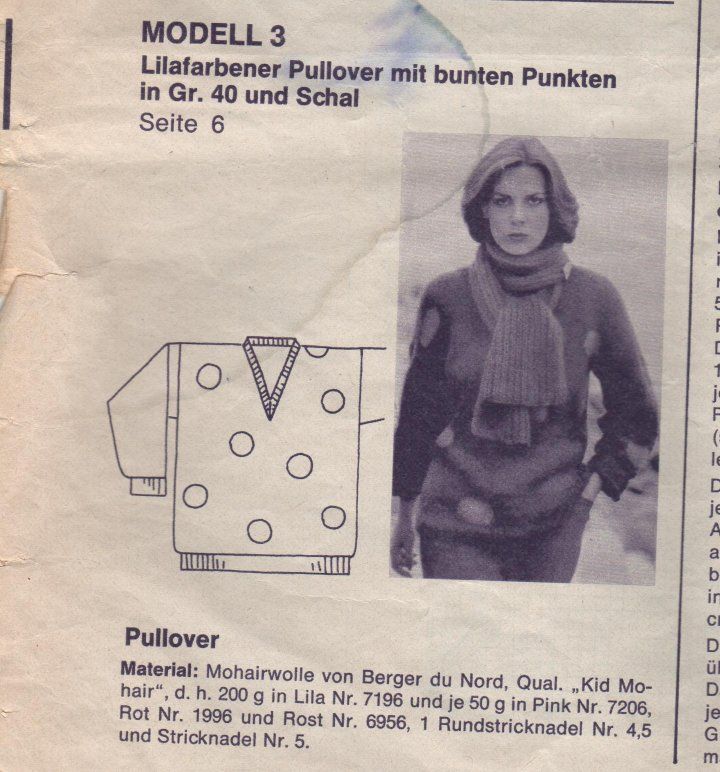 MODELL 3
Lilafarbener Pullover mit bunten Punkten
in Gr. 40 und Schal
Seite 6
Pullover
Material: Mohairwolle von Berger du Nord, Qual. „Kid Mo-
hair“, d. h. 200 g in Lila Nr. 7196 und je 50 g in Pink Nr. 7206,
Rot Nr. 1996 und Rost Nr. 6956, 1 Rundstricknadel Nr. 4,5
und Stricknadel Nr. 5.